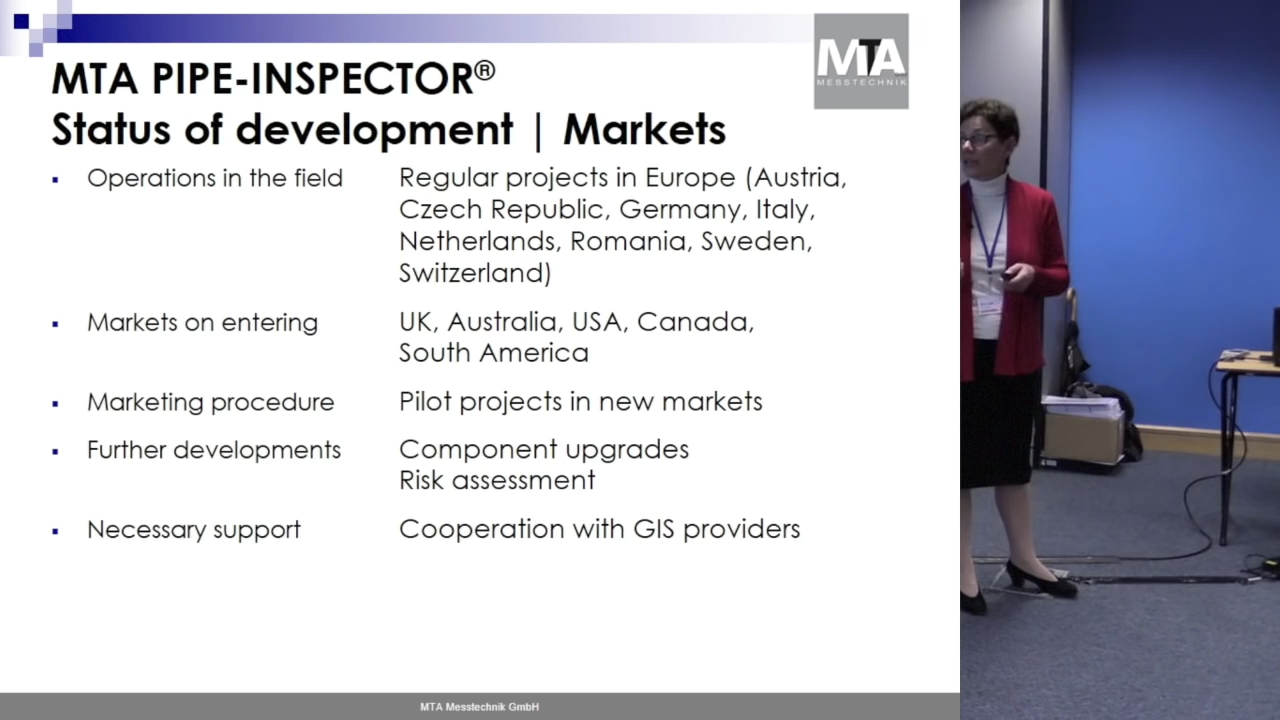 MTA
MESSTECHNIK
MTA PIPE-INSPECTOR®
Status of development | Markets
▪ Operations in the field Regular projects in Europe (Austria,
Czech Republic, Germany, Italy,
Netherlands, Romania, Sweden,
Switzerland)
▪ Markets on entering UK, Australia, USA, Canada,
South America
▪ Marketing procedure Pilot projects in new markets
▪ Further developments Component upgrades
Risk assessment
▪ Necessary support Cooperation with GIS providers
MTA Messtechnik GmbH